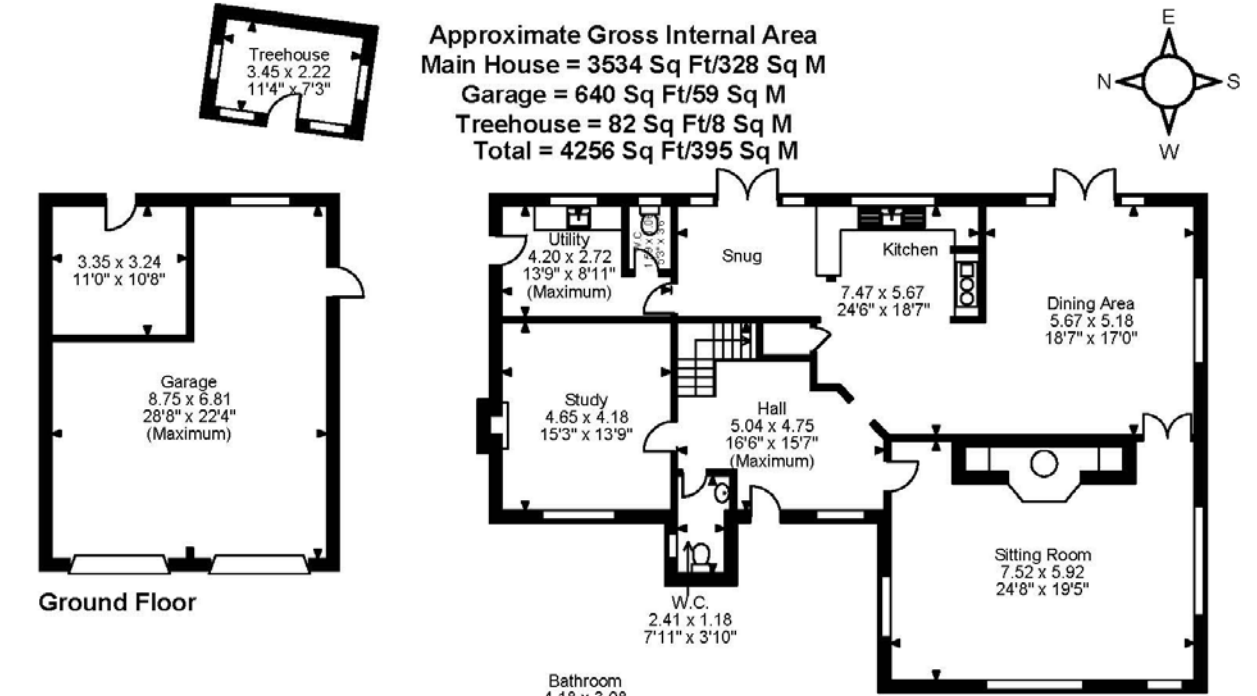 Approximate Gross Internal Area
Main House = 3534 Sq Ft/328 Sq M
Garage = 640 Sq Ft/59 Sq M
Treehouse = 82 Sq Ft/8 Sq M
Total = 4256 Sq Ft/395 Sq M
E
N
S
W
Treehouse
3.45 x 2.22
11'4" x 7'3"
3.35 x 3.24
11'0" x 10'8"
Garage
8.75 x 6.81
28'8" x 22'4"
(Maximum)
Ground Floor
Utility
4.20 x 2.72
13'9" x 8'11"
(Maximum)
W.C.
Snug
Kitchen
7.47 x 5.67
24'6" x 18'7"
Dining Area
5.67 x 5.18
18'7" x 17'0"
Study
4.65 x 4.18
15'3" x 13'9"
Hall
5.04 x 4.75
16'6" x 15'7"
(Maximum)
Sitting Room
7.52 x 5.92
24'8" x 19'5"
W.C.
2.41 x 1.18
7'11" x 3'10"
Bathroom
4.18 x 3.08